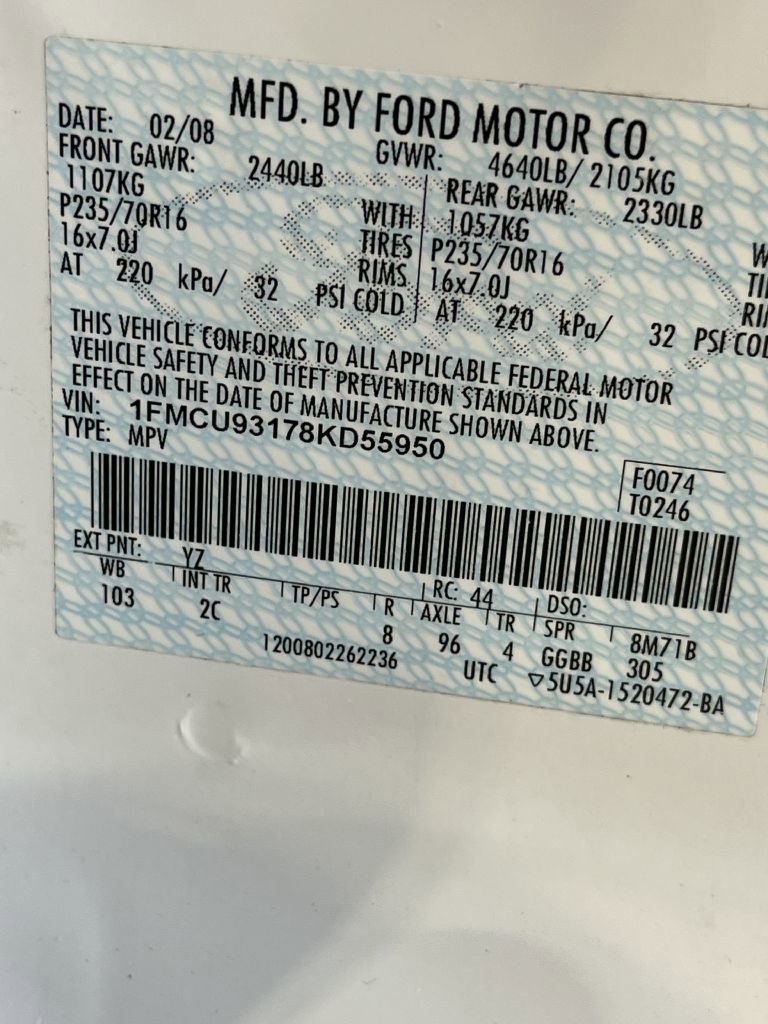 MFD. BY FORD MOTOR CO.
DATE: 02/08 GVWR: 4640LB/ 2105KG
FRONT GAWR: 2440LB REAR GAWR: 2330LB
1107KG WITH 1057KG
P235/70R16 TIRES P235/70R16
16x7.0J RIMS 16x7.0J
AT 220 kPa/ 32 PSI COLD AT 220 kPa/ 32 PSI COL
THIS VEHICLE CONFORMS TO ALL APPLICABLE FEDERAL MOTOR
VEHICLE SAFETY AND THEFT PREVENTION STANDARDS IN
EFFECT ON THE DATE OF MANUFACTURE SHOWN ABOVE.
VIN: 1FMCU93178KD55950
TYPE: MPV
F0074
T0246
EXT PNT: YZ RC: 44 DSO:
WB INT TR TP/PS R AXLE TR SPR 8M71B
103 2C 8 96 4 GGBB 305
1200802262236 UTC ▽5U5A-1520472-BA